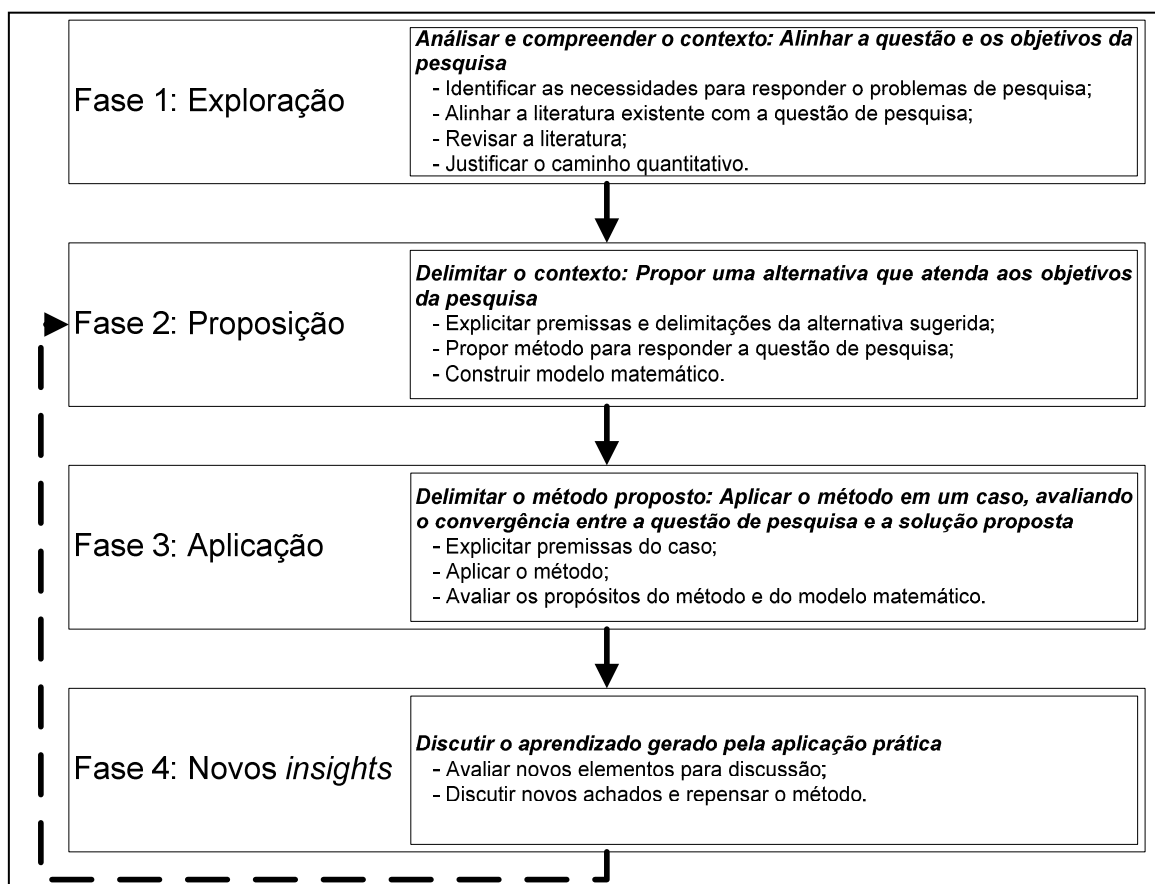 Fase 1: Exploração
Análisar e compreender o contexto: Alinhar a questão e os objetivos da
pesquisa
- Identificar as necessidades para responder o problemas de pesquisa;
- Alinhar a literatura existente com a questão de pesquisa;
- Revisar a literatura;
- Justificar o caminho quantitativo.
Fase 2: Proposição
Delimitar o contexto: Propor uma alternativa que atenda aos objetivos
da pesquisa
- Explicitar premissas e delimitações da alternativa sugerida;
- Propor método para responder a questão de pesquisa;
- Construir modelo matemático.
Fase 3: Aplicação
Delimitar o método proposto: Aplicar o método em um caso, avaliando
o convergência entre a questão de pesquisa e a solução proposta
- Explicitar premissas do caso;
- Aplicar o método;
- Avaliar os propósitos do método e do modelo matemático.
Fase 4: Novos insights
Discutir o aprendizado gerado pela aplicação prática
- Avaliar novos elementos para discussão;
- Discutir novos achados e repensar o método.